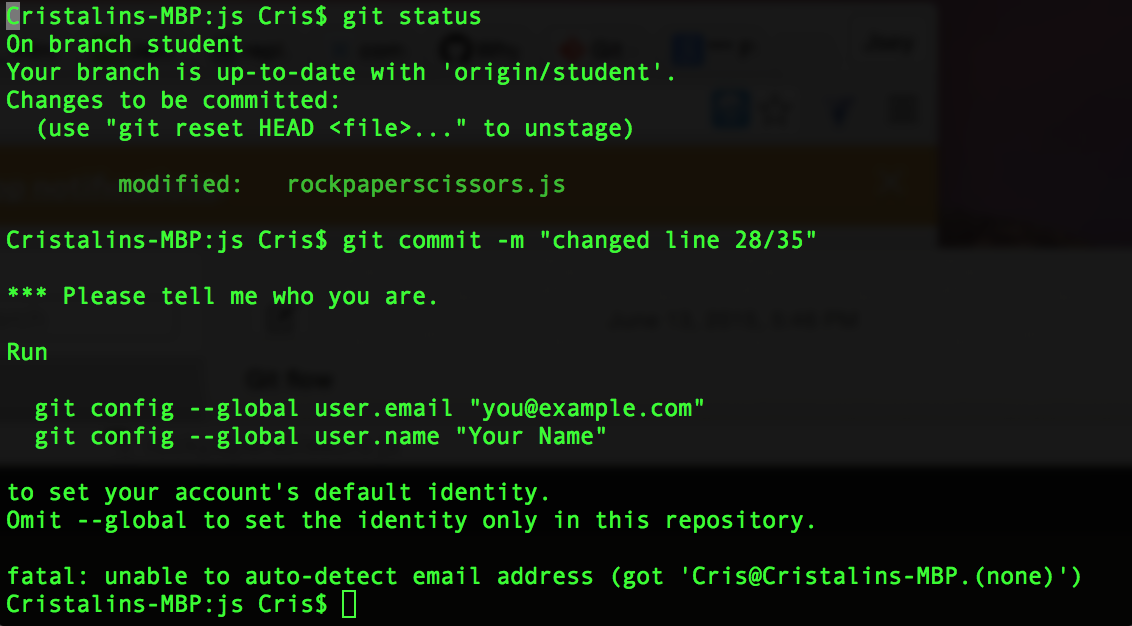 Cristalins-MBP:js Cris$ git status
On branch student
Your branch is up-to-date with 'origin/student'.
Changes to be committed:
  (use "git reset HEAD <file>..." to unstage)

        modified:   rockpaperscissors.js

Cristalins-MBP:js Cris$ git commit -m "changed line 28/35"

*** Please tell me who you are.

Run

  git config --global user.email "you@example.com"
  git config --global user.name "Your Name"

to set your account's default identity.
Omit --global to set the identity only in this repository.

fatal: unable to auto-detect email address (got 'Cris@Cristalins-MBP.(none)')
Cristalins-MBP:js Cris$